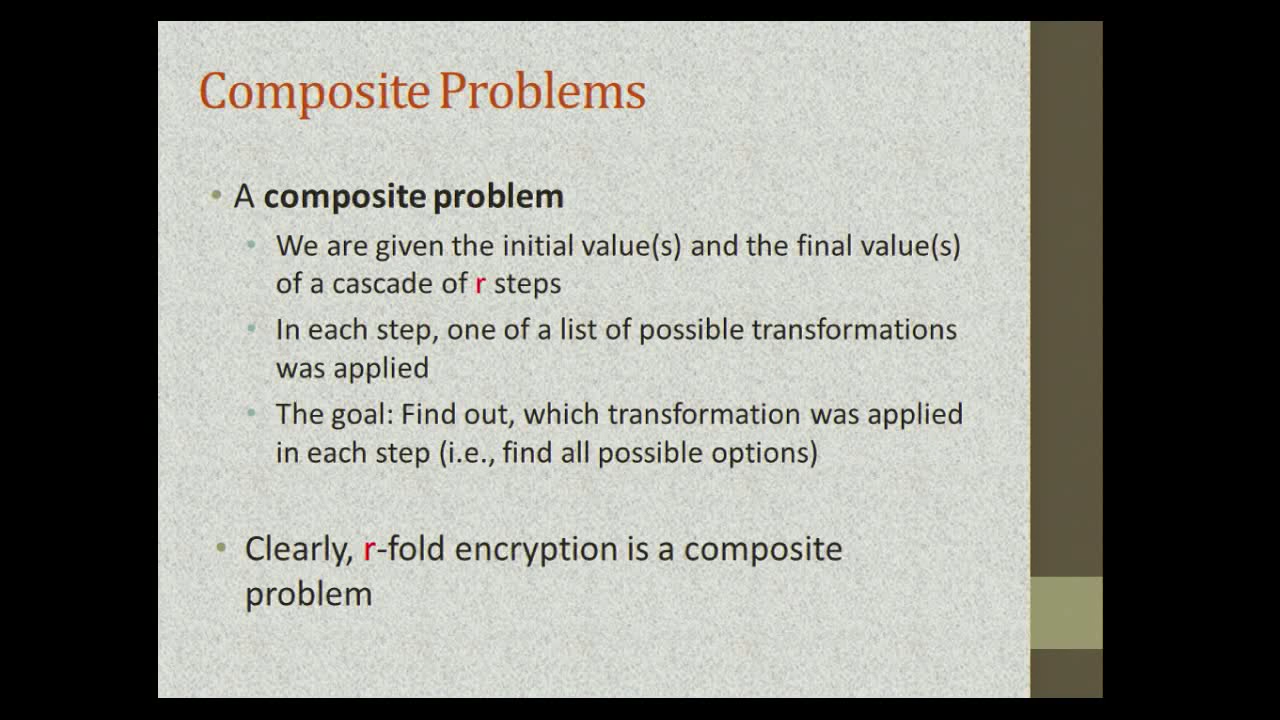 Composite Problems
• A composite problem
• We are given the initial value(s) and the final value(s)
of a cascade of r steps
• In each step, one of a list of possible transformations
was applied
• The goal: Find out, which transformation was applied
in each step (i.e., find all possible options)
• Clearly, r-fold encryption is a composite
problem